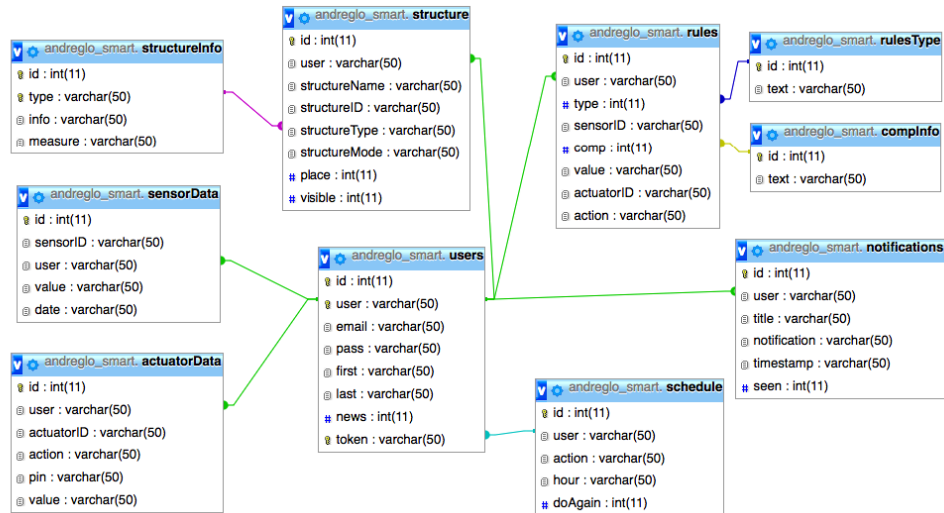 andreglo_smart. structureInfo
id : int(11)
type : varchar(50)
info : varchar(50)
measure : varchar(50)
andreglo_smart. structure
id : int(11)
user : varchar(50)
structureName : varchar(50)
structureID : varchar(50)
structureType : varchar(50)
structureMode : varchar(50)
# place : int(11)
# visible : int(11)
andreglo_smart. rules
id : int(11)
user : varchar(50)
# type : int(11)
sensorID : varchar(50)
# comp : int(11)
value : varchar(50)
actuatorID : varchar(50)
action : varchar(50)
andreglo_smart. rulesType
id : int(11)
text : varchar(50)
andreglo_smart. compInfo
id : int(11)
text : varchar(50)
andreglo_smart. sensorData
id : int(11)
sensorID : varchar(50)
user : varchar(50)
value : varchar(50)
date : varchar(50)
andreglo_smart. users
id : int(11)
user : varchar(50)
email : varchar(50)
pass : varchar(50)
first : varchar(50)
last : varchar(50)
# news : int(11)
token : varchar(50)
andreglo_smart. notifications
id : int(11)
user : varchar(50)
title : varchar(50)
notification : varchar(50)
timestamp : varchar(50)
# seen : int(11)
andreglo_smart. actuatorData
id : int(11)
user : varchar(50)
actuatorID : varchar(50)
action : varchar(50)
pin : varchar(50)
value : varchar(50)
andreglo_smart. schedule
id : int(11)
user : varchar(50)
action : varchar(50)
hour : varchar(50)
# doAgain : int(11)